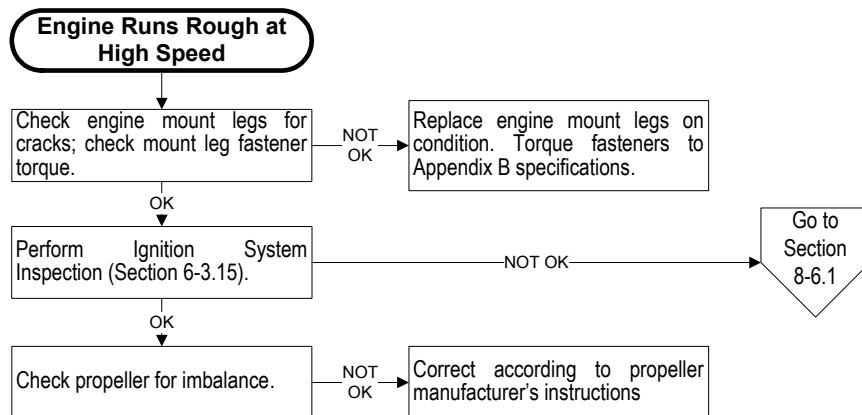 Engine Runs Rough at
High Speed
Check engine mount legs for
cracks; check mount leg fastener
torque.
NOT
OK
Replace engine mount legs on
condition. Torque fasteners to
Appendix B specifications.
OK
Perform Ignition System
Inspection (Section 6-3.15).
NOT OK
Go to
Section
8-6.1
OK
Check propeller for imbalance.
NOT
OK
Correct according to propeller
manufacturer's instructions